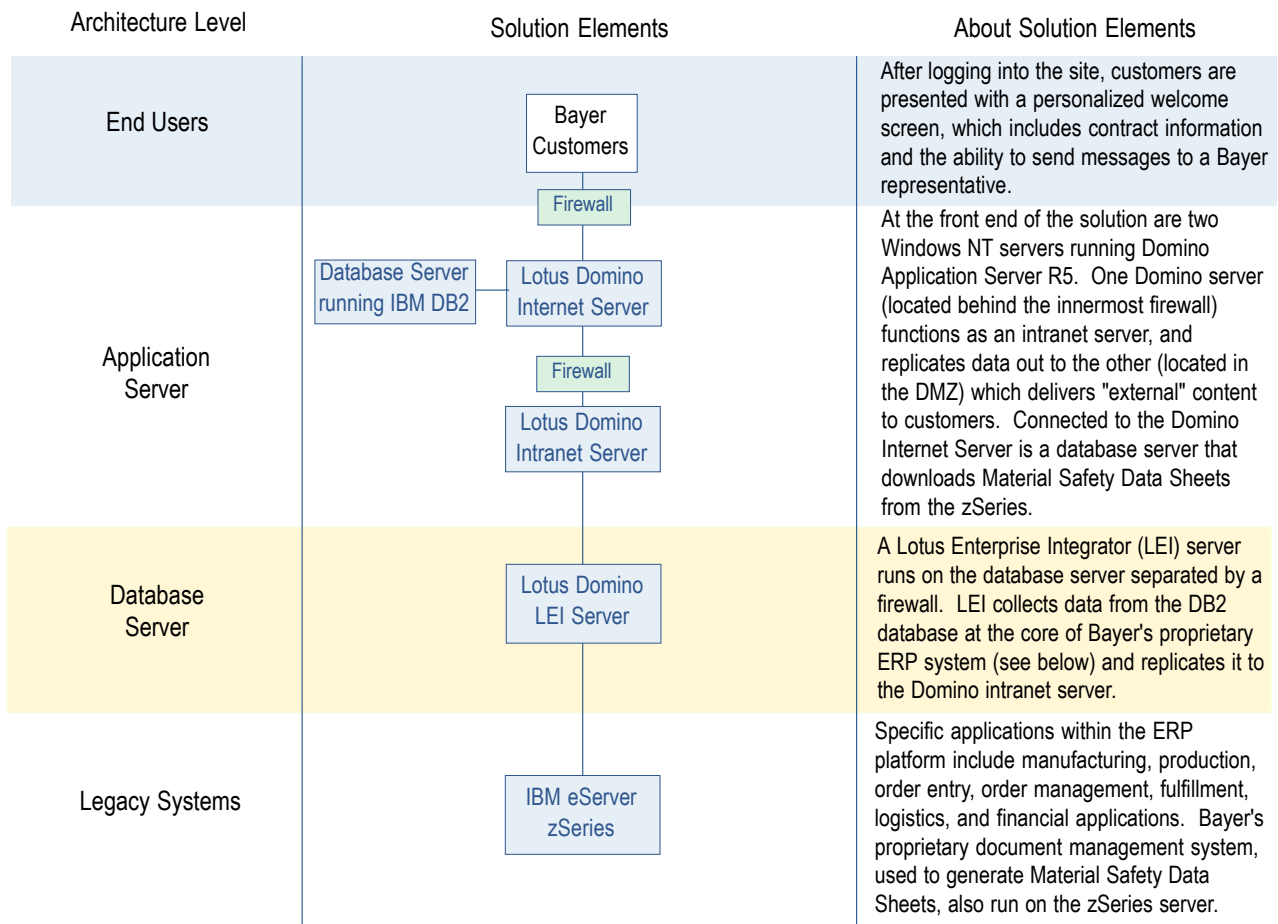 Architecture Level
Solution Elements
About Solution Elements
End Users
Bayer
Customers
Firewall
After logging into the site, customers are
presented with a personalized welcome
screen, which includes contract information
and the ability to send messages to a Bayer
representative.
Application
Server
Database Server
running IBM DB2
Lotus Domino
Internet Server
Firewall
Lotus Domino
Intranet Server
At the front end of the solution are two
Windows NT servers running Domino
Application Server R5. One Domino server
(located behind the innermost firewall)
functions as an intranet server, and
replicates data out to the other (located in
the DMZ) which delivers "external" content
to customers. Connected to the Domino
Internet Server is a database server that
downloads Material Safety Data Sheets
from the zSeries.
Database
Server
Lotus Domino
LEI Server
A Lotus Enterprise Integrator (LEI) server
runs on the database server separated by a
firewall. LEI collects data from the DB2
database at the core of Bayer's proprietary
ERP system (see below) and replicates it to
the Domino intranet server.
Legacy Systems
IBM eServer
zSeries
Specific applications within the ERP
platform include manufacturing, production,
order entry, order management, fulfillment,
logistics, and financial applications. Bayer's
proprietary document management system,
used to generate Material Safety Data
Sheets, also run on the zSeries server.